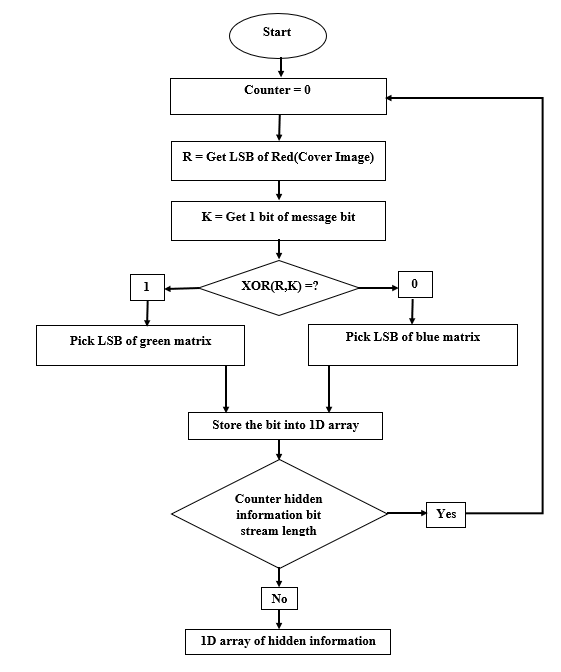 Start
Counter = 0
R = Get LSB of Red(Cover Image)
K = Get 1 bit of message bit
XOR(R,K) =?
1
0
Pick LSB of green matrix
Pick LSB of blue matrix
Store the bit into 1D array
Counter hidden
information bit
stream length
Yes
No
1D array of hidden information